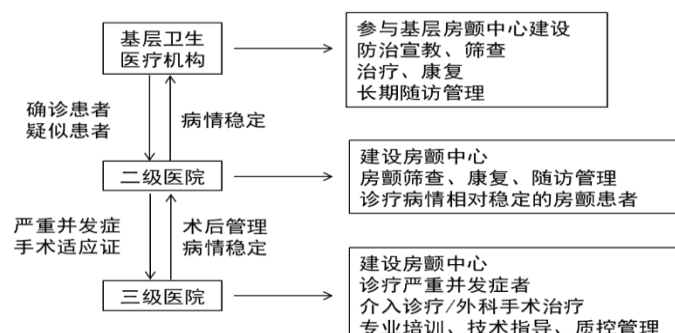 基层卫生
医疗机构
参与基层房颤中心建设
防治宣教、筛查
治疗、康复
长期随访管理
确诊患者
疑似患者
病情稳定
二级医院
建设房颤中心
房颤筛查、康复、随访管理
诊疗病情相对稳定的房颤患者
严重并发症
手术适应证
术后管理
病情稳定
三级医院
建设房颤中心
诊疗严重并发症者
介入诊疗/外科手术治疗
专业培训、技术指导、质控管理